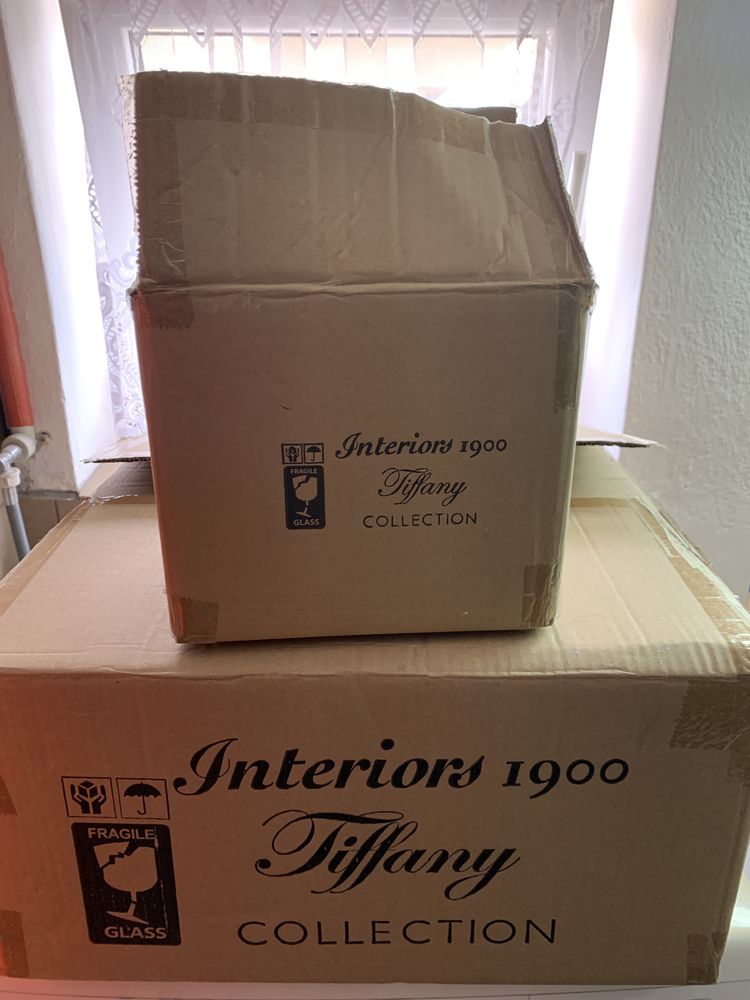 Interiors 1900
Tiffany
COLLECTION
FRAGILE
GLASS
Interiors 1900
Tiffany
COLLECTION
FRAGILE
GLASS